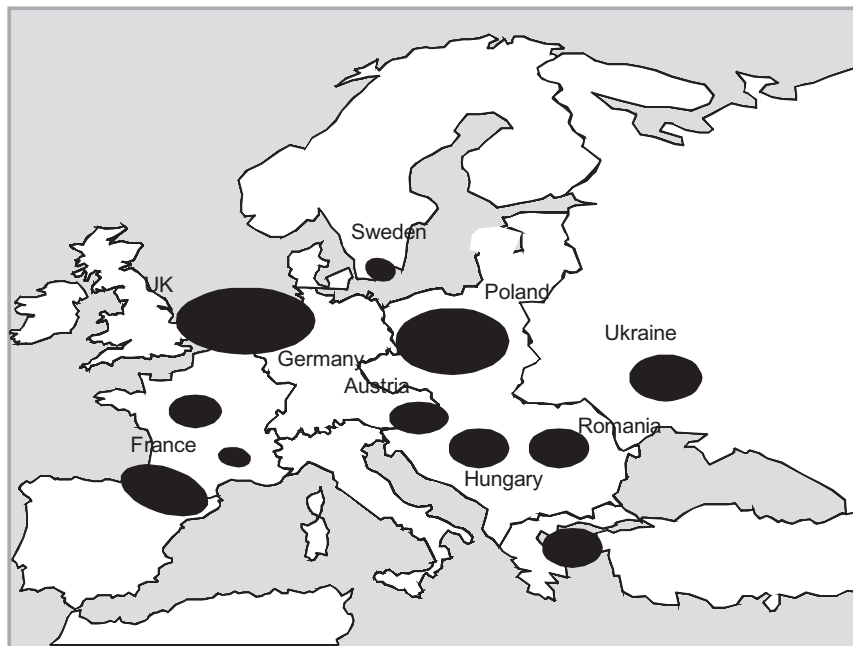 Sweden
UK
Poland
Ukraine
Germany
Austria
France
Romania
Hungary